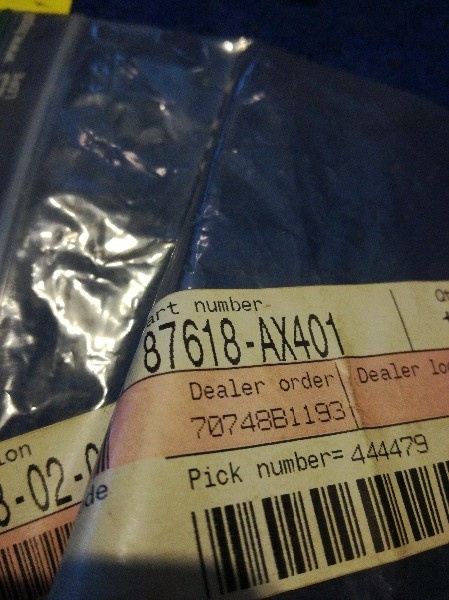 art number
87618-AX401
Dealer order
Dealer lo
70748B1193
Pick number= 444479
ion
3-02-0
de